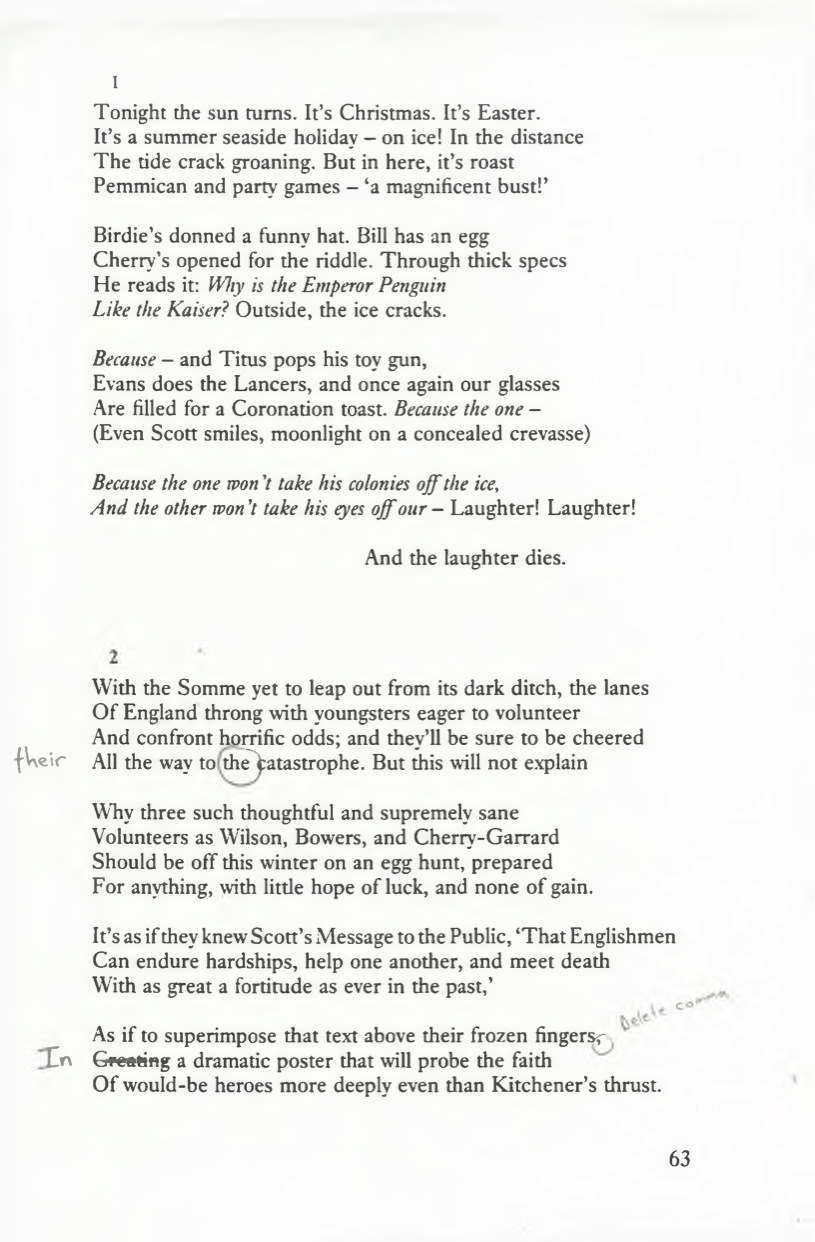 1
Tonight the sun turns. It's Christmas. It's Easter.
It's a summer seaside holiday – on ice! In the distance
The tide crack groaning. But in here, it's roast
Pemmican and party games – 'a magnificent bust!'
Birdie's donned a funny hat. Bill has an egg
Cherry's opened for the riddle. Through thick specs
He reads it: Why is the Emperor Penguin
Like the Kaiser? Outside, the ice cracks.
Because – and Titus pops his toy gun,
Evans does the Lancers, and once again our glasses
Are filled for a Coronation toast. Because the one –
(Even Scott smiles, moonlight on a concealed crevasse)
Because the one won't take his colonies off the ice,
And the other won't take his eyes off our – Laughter! Laughter!
And the laughter dies.
2
With the Somme yet to leap out from its dark ditch, the lanes
Of England throng with youngsters eager to volunteer
And confront horrific odds; and they'll be sure to be cheered
their All the way to the catastrophe. But this will not explain
Why three such thoughtful and supremely sane
Volunteers as Wilson, Bowers, and Cherry-Garrard
Should be off this winter on an egg hunt, prepared
For anything, with little hope of luck, and none of gain.
It's as if they knew Scott's Message to the Public, 'That Englishmen
Can endure hardships, help one another, and meet death
With as great a fortitude as ever in the past,'
As if to superimpose that text above their frozen fingers, Delete comma
In Creating a dramatic poster that will probe the faith
Of would-be heroes more deeply even than Kitchener's thrust.
63